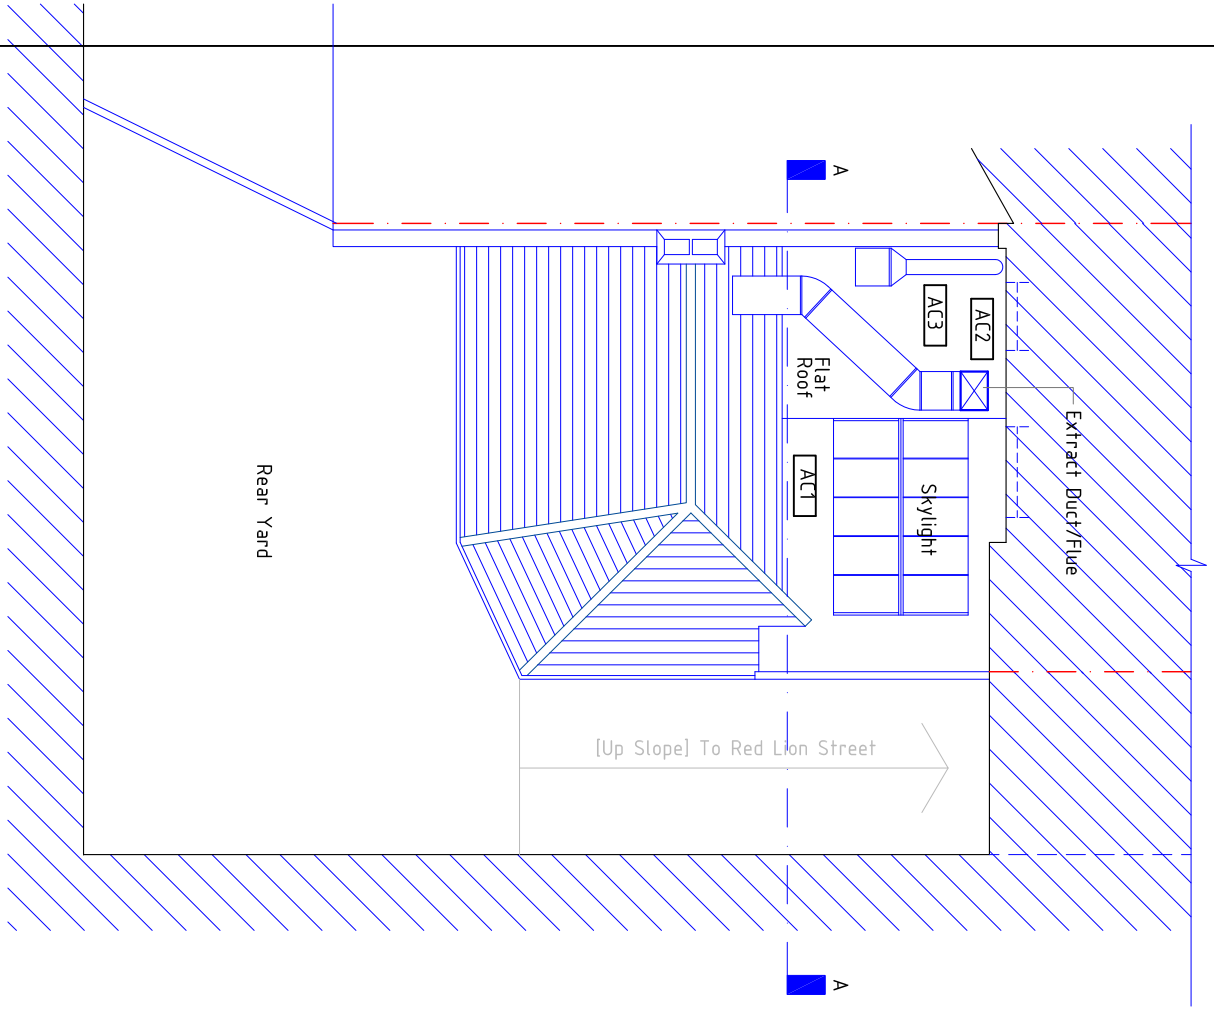 A
AC3
AC2
Flat
Roof
Extract Duct/Flue
AC1
Skylight
Rear Yard
[Up Slope] To Red Lion Street
A